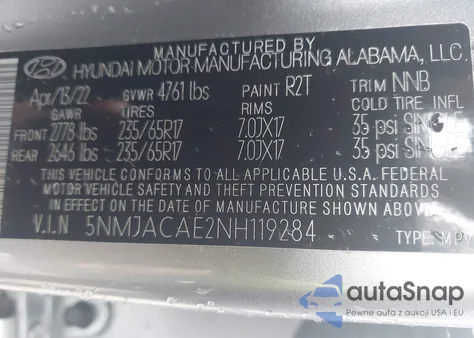 MANUFACTURED BY
HYUNDAI MOTOR MANUFACTURING ALABAMA, LLC.
Apr/15/22 GVWR 4761 lbs PAINT R2T TRIM NNB
GAWR TIRES RIMS COLD TIRE INFL
FRONT 2778 lbs 235/65R17 7.0JX17 35 psi
REAR 2646 lbs 235/65R17 7.0JX17 35 psi
THIS VEHICLE CONFORMS TO ALL APPLICABLE U.S.A. FEDERAL
MOTOR VEHICLE SAFETY AND THEFT PREVENTION STANDARDS
IN EFFECT ON THE DATE OF MANUFACTURE SHOWN ABOVE.
V.I.N 5NMJACAE2NH119284 TYPE: MPV
autoSnap
Pewne auta z aukcji USA i EU